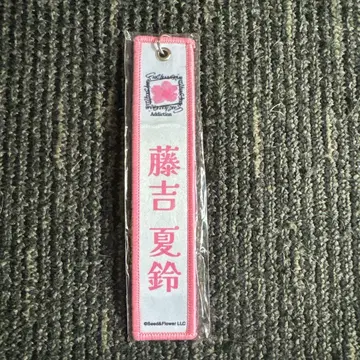 Addiction
藤吉 夏鈴
©Seed&Flower LLC